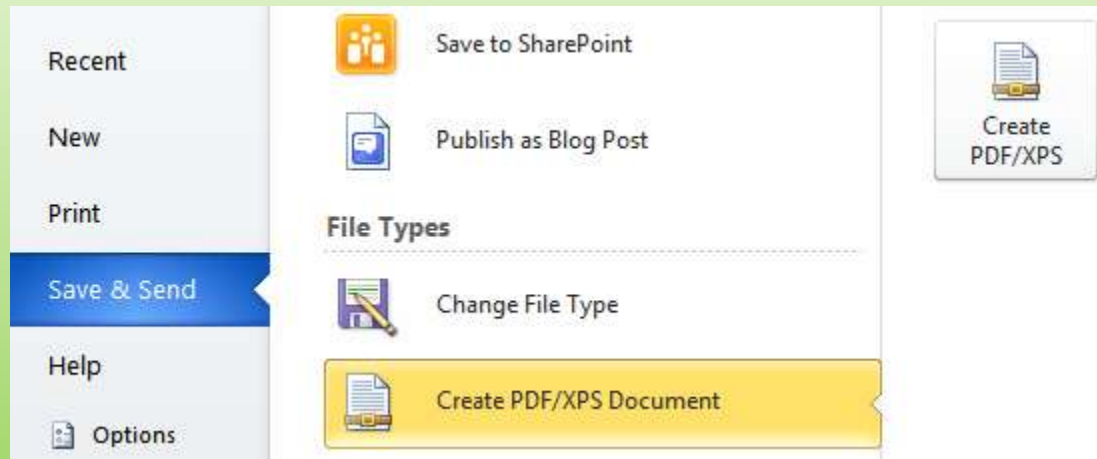 Recent
New
Print
Save & Send
Help
Options
Save to SharePoint
Publish as Blog Post
File Types
Change File Type
Create PDF/XPS Document
Create
PDF/XPS